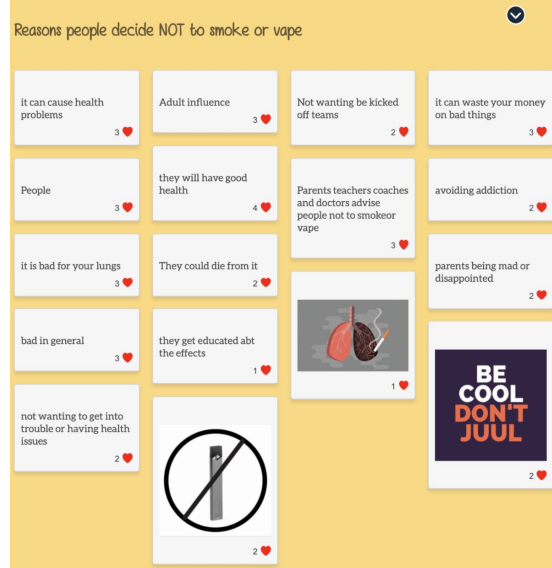 Reasons people decide NOT to smoke or vape
it can cause health
problems
3
People
3
it is bad for your lungs
3
bad in general
3
not wanting to get into
trouble or having health
issues
2
Adult influence
3
they will have good
health
4
They could die from it
2
they get educated abt
the effects
1
2
Not wanting be kicked
off teams
2
Parents teachers coaches
and doctors advise
people not to smokeor
vape
3
1
it can waste your money
on bad things
3
avoiding addiction
2
parents being mad or
disappointed
2
BE
COOL
DON'T
JUUL
2